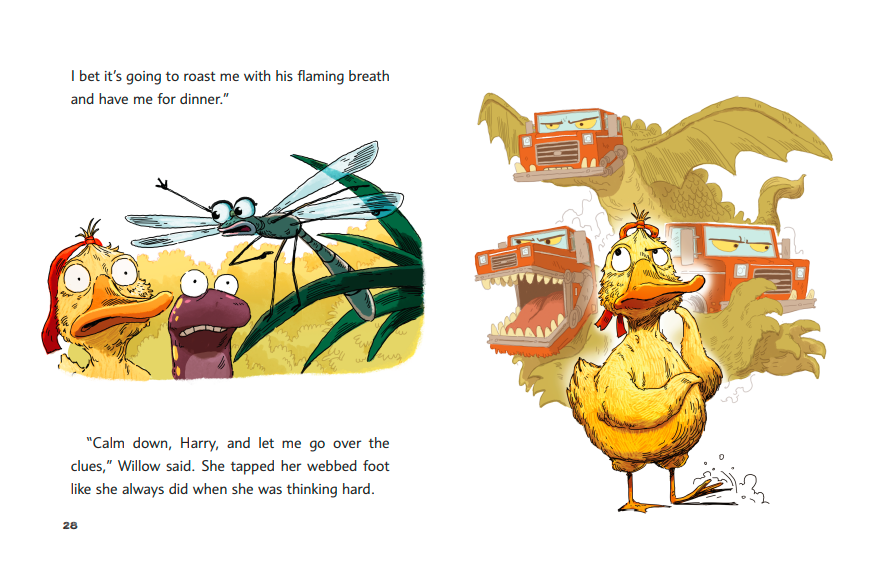 I bet it’s going to roast me with his flaming breath
and have me for dinner.”
“Calm down, Harry, and let me go over the
clues,” Willow said. She tapped her webbed foot
like she always did when she was thinking hard.
28